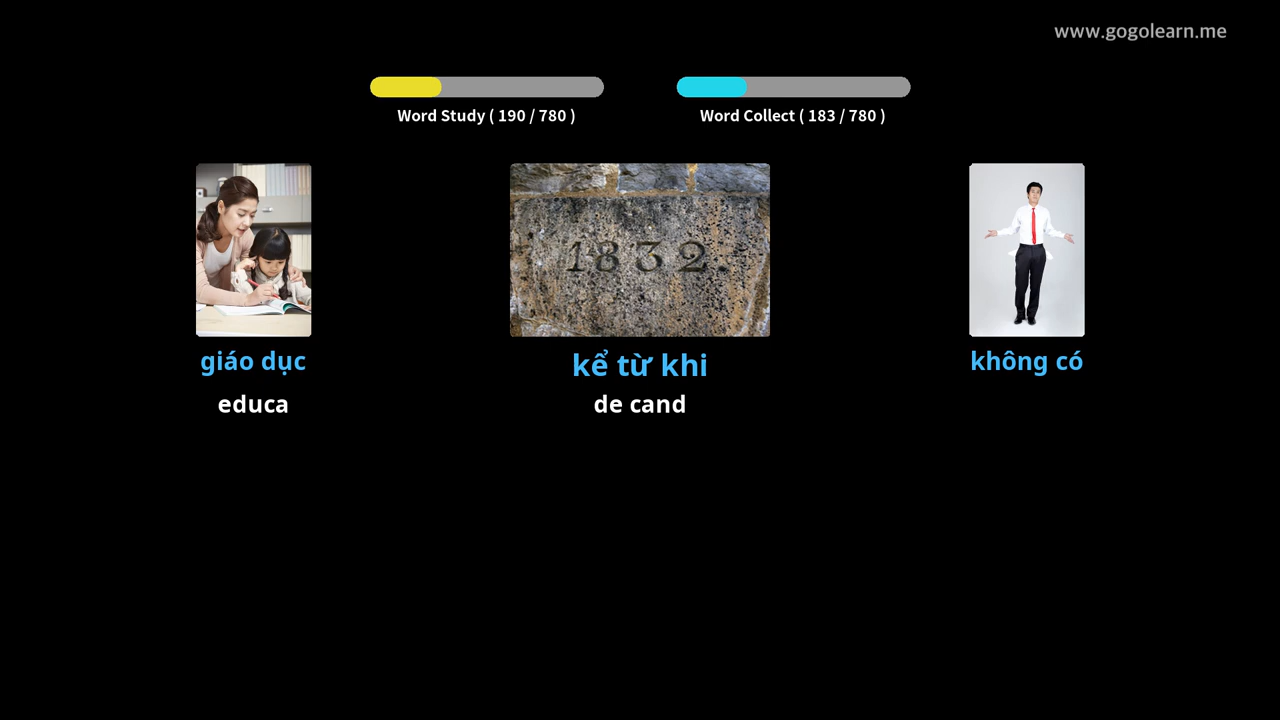 www.gogolearn.me
Word Study ( 190 / 780 )
Word Collect ( 183 / 780 )
1832.
giáo dục
kể từ khi
không có
educa
de cand